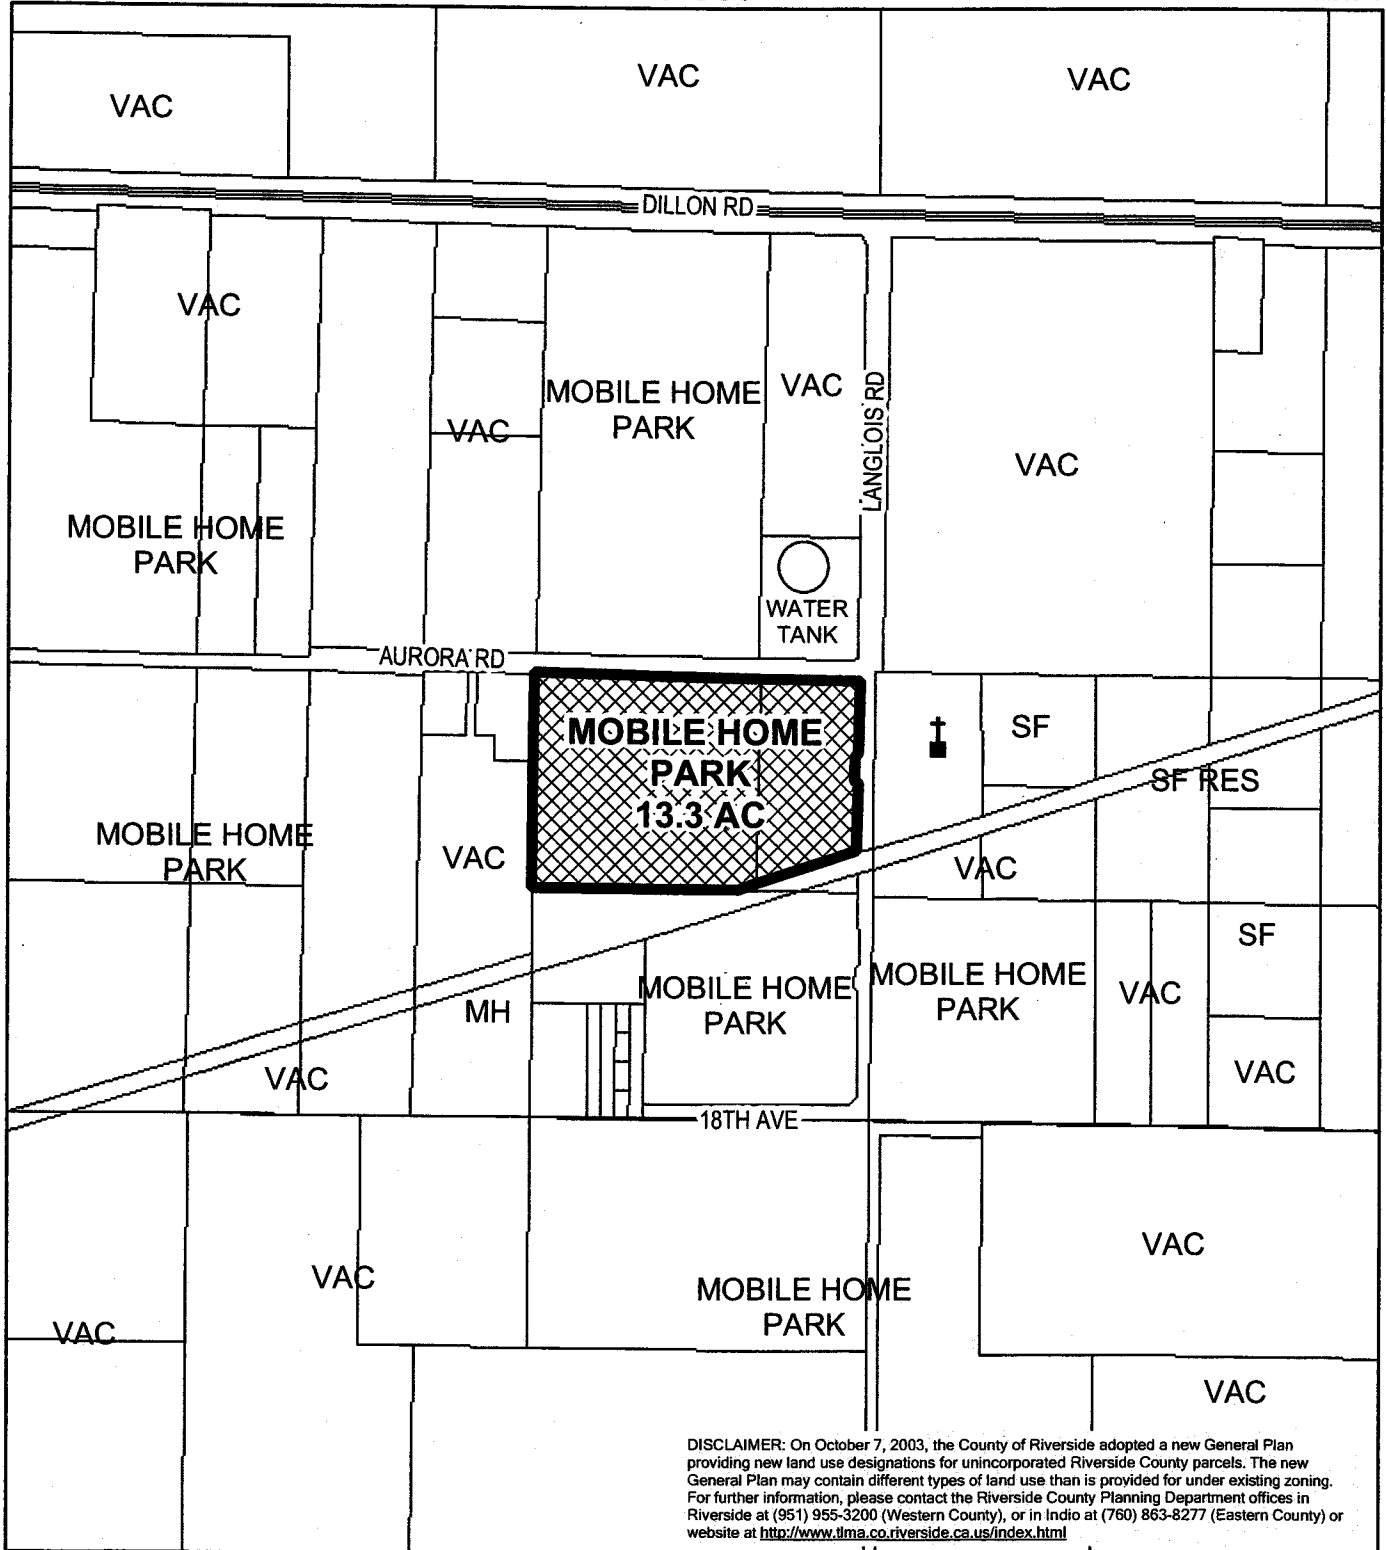 VAC
VAC
VAC
DILLON RD
VAC
MOBILE HOME
PARK
VAC
LANGLOIS RD
VAC
VAC
MOBILE HOME
PARK
WATER
TANK
AURORA RD
MOBILE HOME
PARK
13.3 AC
SF
SF RES
MOBILE HOME
PARK
VAC
VAC
SF
MOBILE HOME
PARK
MOBILE HOME
PARK
VAC
MH
VAC
VAC
18TH AVE
VAC
VAC
MOBILE HOME
PARK
VAC
VAC
DISCLAIMER: On October 7, 2003, the County of Riverside adopted a new General Plan
providing new land use designations for unincorporated Riverside County parcels. The new
General Plan may contain different types of land use than is provided for under existing zoning.
For further information, please contact the Riverside County Planning Department offices in
Riverside at (951) 955-3200 (Western County), or in Indio at (760) 863-8277 (Eastern County) or
website at http://www.tlma.co.riverside.ca.us/index.html